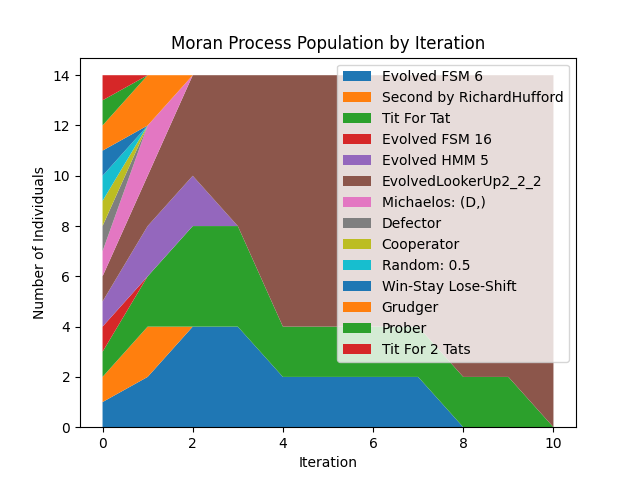 Moran Process Population by Iteration
Number of Individuals
14
12
10
8
6
4
2
0
Evolved FSM 6
Second by RichardHufford
Tit For Tat
Evolved FSM 16
Evolved HMM 5
EvolvedLookerUp2_2_2
Michaelos: (D,)
Defector
Cooperator
Random: 0.5
Win-Stay Lose-Shift
Grudger
Prober
Tit For 2 Tats
0 2 4 6 8 10
Iteration